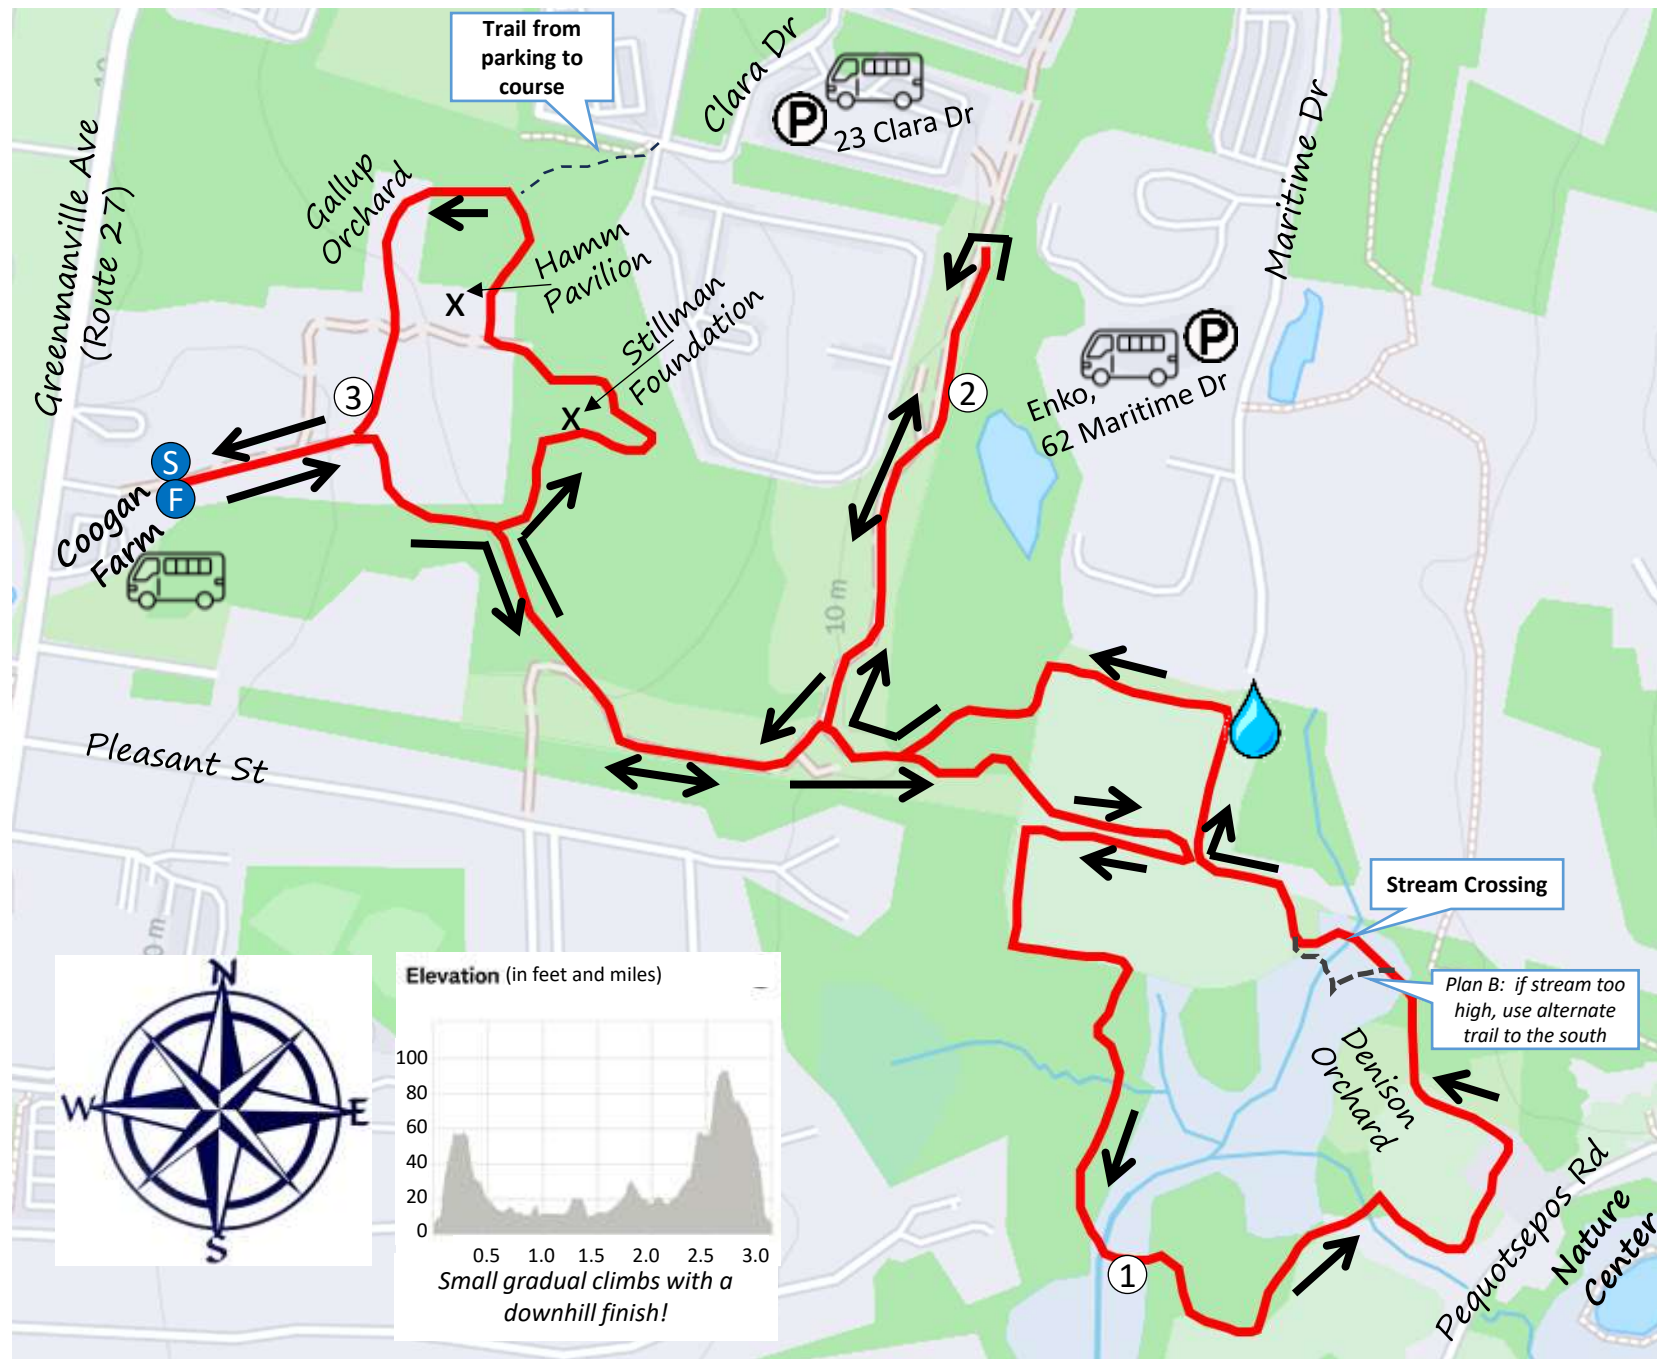 Trail from
parking to
course
Clara Dr
P
23 Clara Dr
Maritime Dr
Greenmanville Ave
(Route 27)
Gallup
Orchard
Hamm
Pavilion
X
Stillman
Foundation
X
P
Enko,
62 Maritime Dr
3
2
S
F
Coogan
Farm
10 m
Pleasant St
Stream Crossing
Plan B: if stream too
high, use alternate
trail to the south
Denison
Orchard
1
Pequotsepos Rd
Nature
Center
N
W
E
S
Elevation (in feet and miles)
100
80
60
40
20
0
0.5 1.0 1.5 2.0 2.5 3.0
Small gradual climbs with a
downhill finish!